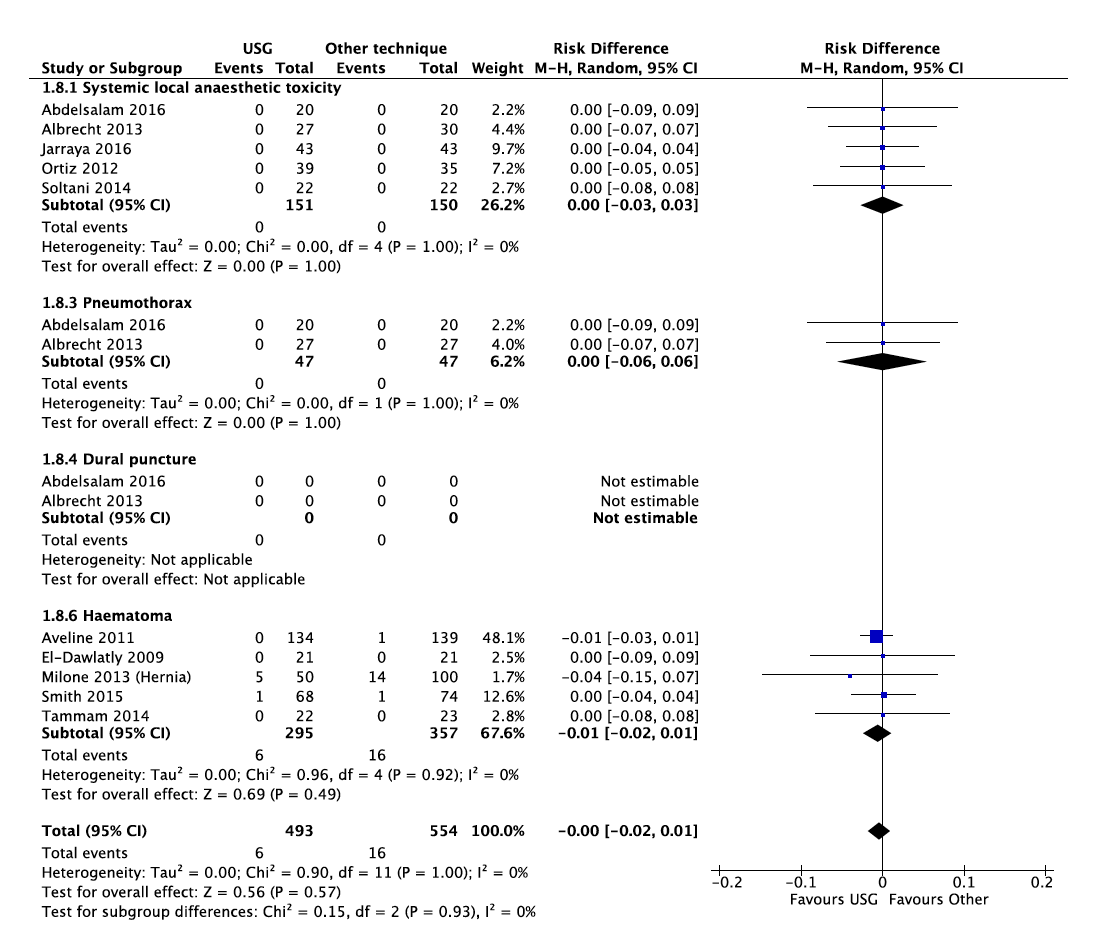 USG Other technique Risk Difference Risk Difference
Study or Subgroup Events Total Events Total Weight M-H, Random, 95% CI M-H, Random, 95% CI
1.8.1 Systemic local anaesthetic toxicity
Abdelsalam 2016 0 20 0 20 2.2% 0.00 [-0.09, 0.09]
Albrecht 2013 0 27 0 30 4.4% 0.00 [-0.07, 0.07]
Jarraya 2016 0 43 0 43 9.7% 0.00 [-0.04, 0.04]
Ortiz 2012 0 39 0 35 7.2% 0.00 [-0.05, 0.05]
Soltani 2014 0 22 0 22 2.7% 0.00 [-0.08, 0.08]
Subtotal (95% CI) 151 150 26.2% 0.00 [-0.03, 0.03]
Total events 0 0
Heterogeneity: Tau² = 0.00; Chi² = 0.00, df = 4 (P = 1.00); I² = 0%
Test for overall effect: Z = 0.00 (P = 1.00)
1.8.3 Pneumothorax
Abdelsalam 2016 0 20 0 20 2.2% 0.00 [-0.09, 0.09]
Albrecht 2013 0 27 0 27 4.0% 0.00 [-0.07, 0.07]
Subtotal (95% CI) 47 47 6.2% 0.00 [-0.06, 0.06]
Total events 0 0
Heterogeneity: Tau² = 0.00; Chi² = 0.00, df = 1 (P = 1.00); I² = 0%
Test for overall effect: Z = 0.00 (P = 1.00)
1.8.4 Dural puncture
Abdelsalam 2016 0 0 0 0 Not estimable
Albrecht 2013 0 0 0 0 Not estimable
Subtotal (95% CI) 0 0 Not estimable
Total events 0 0
Heterogeneity: Not applicable
Test for overall effect: Not applicable
1.8.6 Haematoma
Aveline 2011 0 134 1 139 48.1% -0.01 [-0.03, 0.01]
El-Dawlatly 2009 0 21 0 21 2.5% 0.00 [-0.09, 0.09]
Milone 2013 (Hernia) 5 50 14 100 1.7% -0.04 [-0.15, 0.07]
Smith 2015 1 68 1 74 12.6% 0.00 [-0.04, 0.04]
Tammam 2014 0 22 0 23 2.8% 0.00 [-0.08, 0.08]
Subtotal (95% CI) 295 357 67.6% -0.01 [-0.02, 0.01]
Total events 6 16
Heterogeneity: Tau² = 0.00; Chi² = 0.96, df = 4 (P = 0.92); I² = 0%
Test for overall effect: Z = 0.69 (P = 0.49)
Total (95% CI) 493 554 100.0% -0.00 [-0.02, 0.01]
Total events 6 16
Heterogeneity: Tau² = 0.00; Chi² = 0.90, df = 11 (P = 1.00); I² = 0%
Test for overall effect: Z = 0.56 (P = 0.57)
Test for subgroup differences: Chi² = 0.15, df = 2 (P = 0.93), I² = 0%
-0.2 -0.1 0 0.1 0.2
Favours USG Favours Other